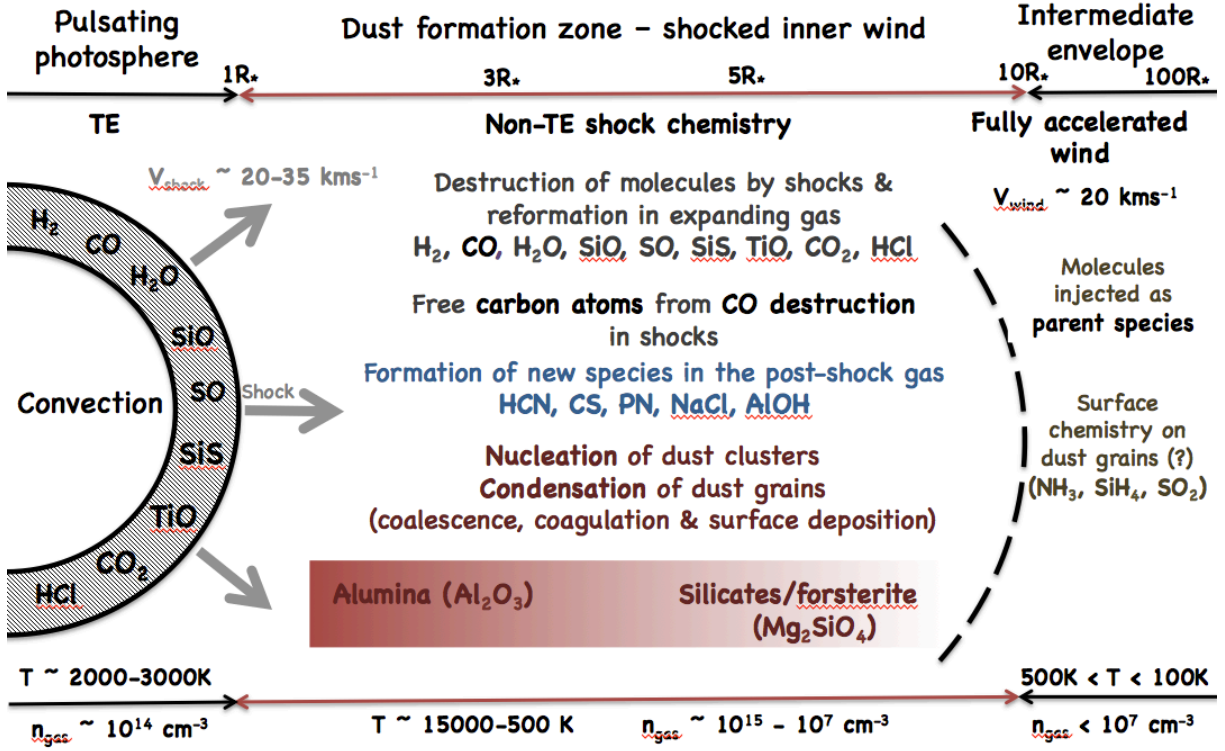 Pulsating
photosphere
Dust formation zone – shocked inner wind
Intermediate
envelope
1R*
3R*
5R*
10R*
100R*
TE
Non-TE shock chemistry
Fully accelerated
wind
Vshock ~ 20-35 kms⁻¹
Vwind ~ 20 kms⁻¹
H₂
CO
H₂O
SiO
SO
SiS
TiO
CO₂
HCl
Convection
Shock
Destruction of molecules by shocks &
reformation in expanding gas
H₂, CO, H₂O, SiO, SO, SiS, TiO, CO₂, HCl
Free carbon atoms from CO destruction
in shocks
Formation of new species in the post-shock gas
HCN, CS, PN, NaCl, AlOH
Nucleation of dust clusters
Condensation of dust grains
(coalescence, coagulation & surface deposition)
Alumina (Al₂O₃)
Silicates/forsterite
(Mg₂SiO₄)
Molecules
injected as
parent species
Surface
chemistry on
dust grains (?)
(NH₃, SiH₄, SO₂)
T ~ 2000-3000K
ngas ~ 10¹⁴ cm⁻³
T ~ 15000-500 K
ngas ~ 10¹⁵ - 10⁷ cm⁻³
500K < T < 100K
ngas < 10⁷ cm⁻³